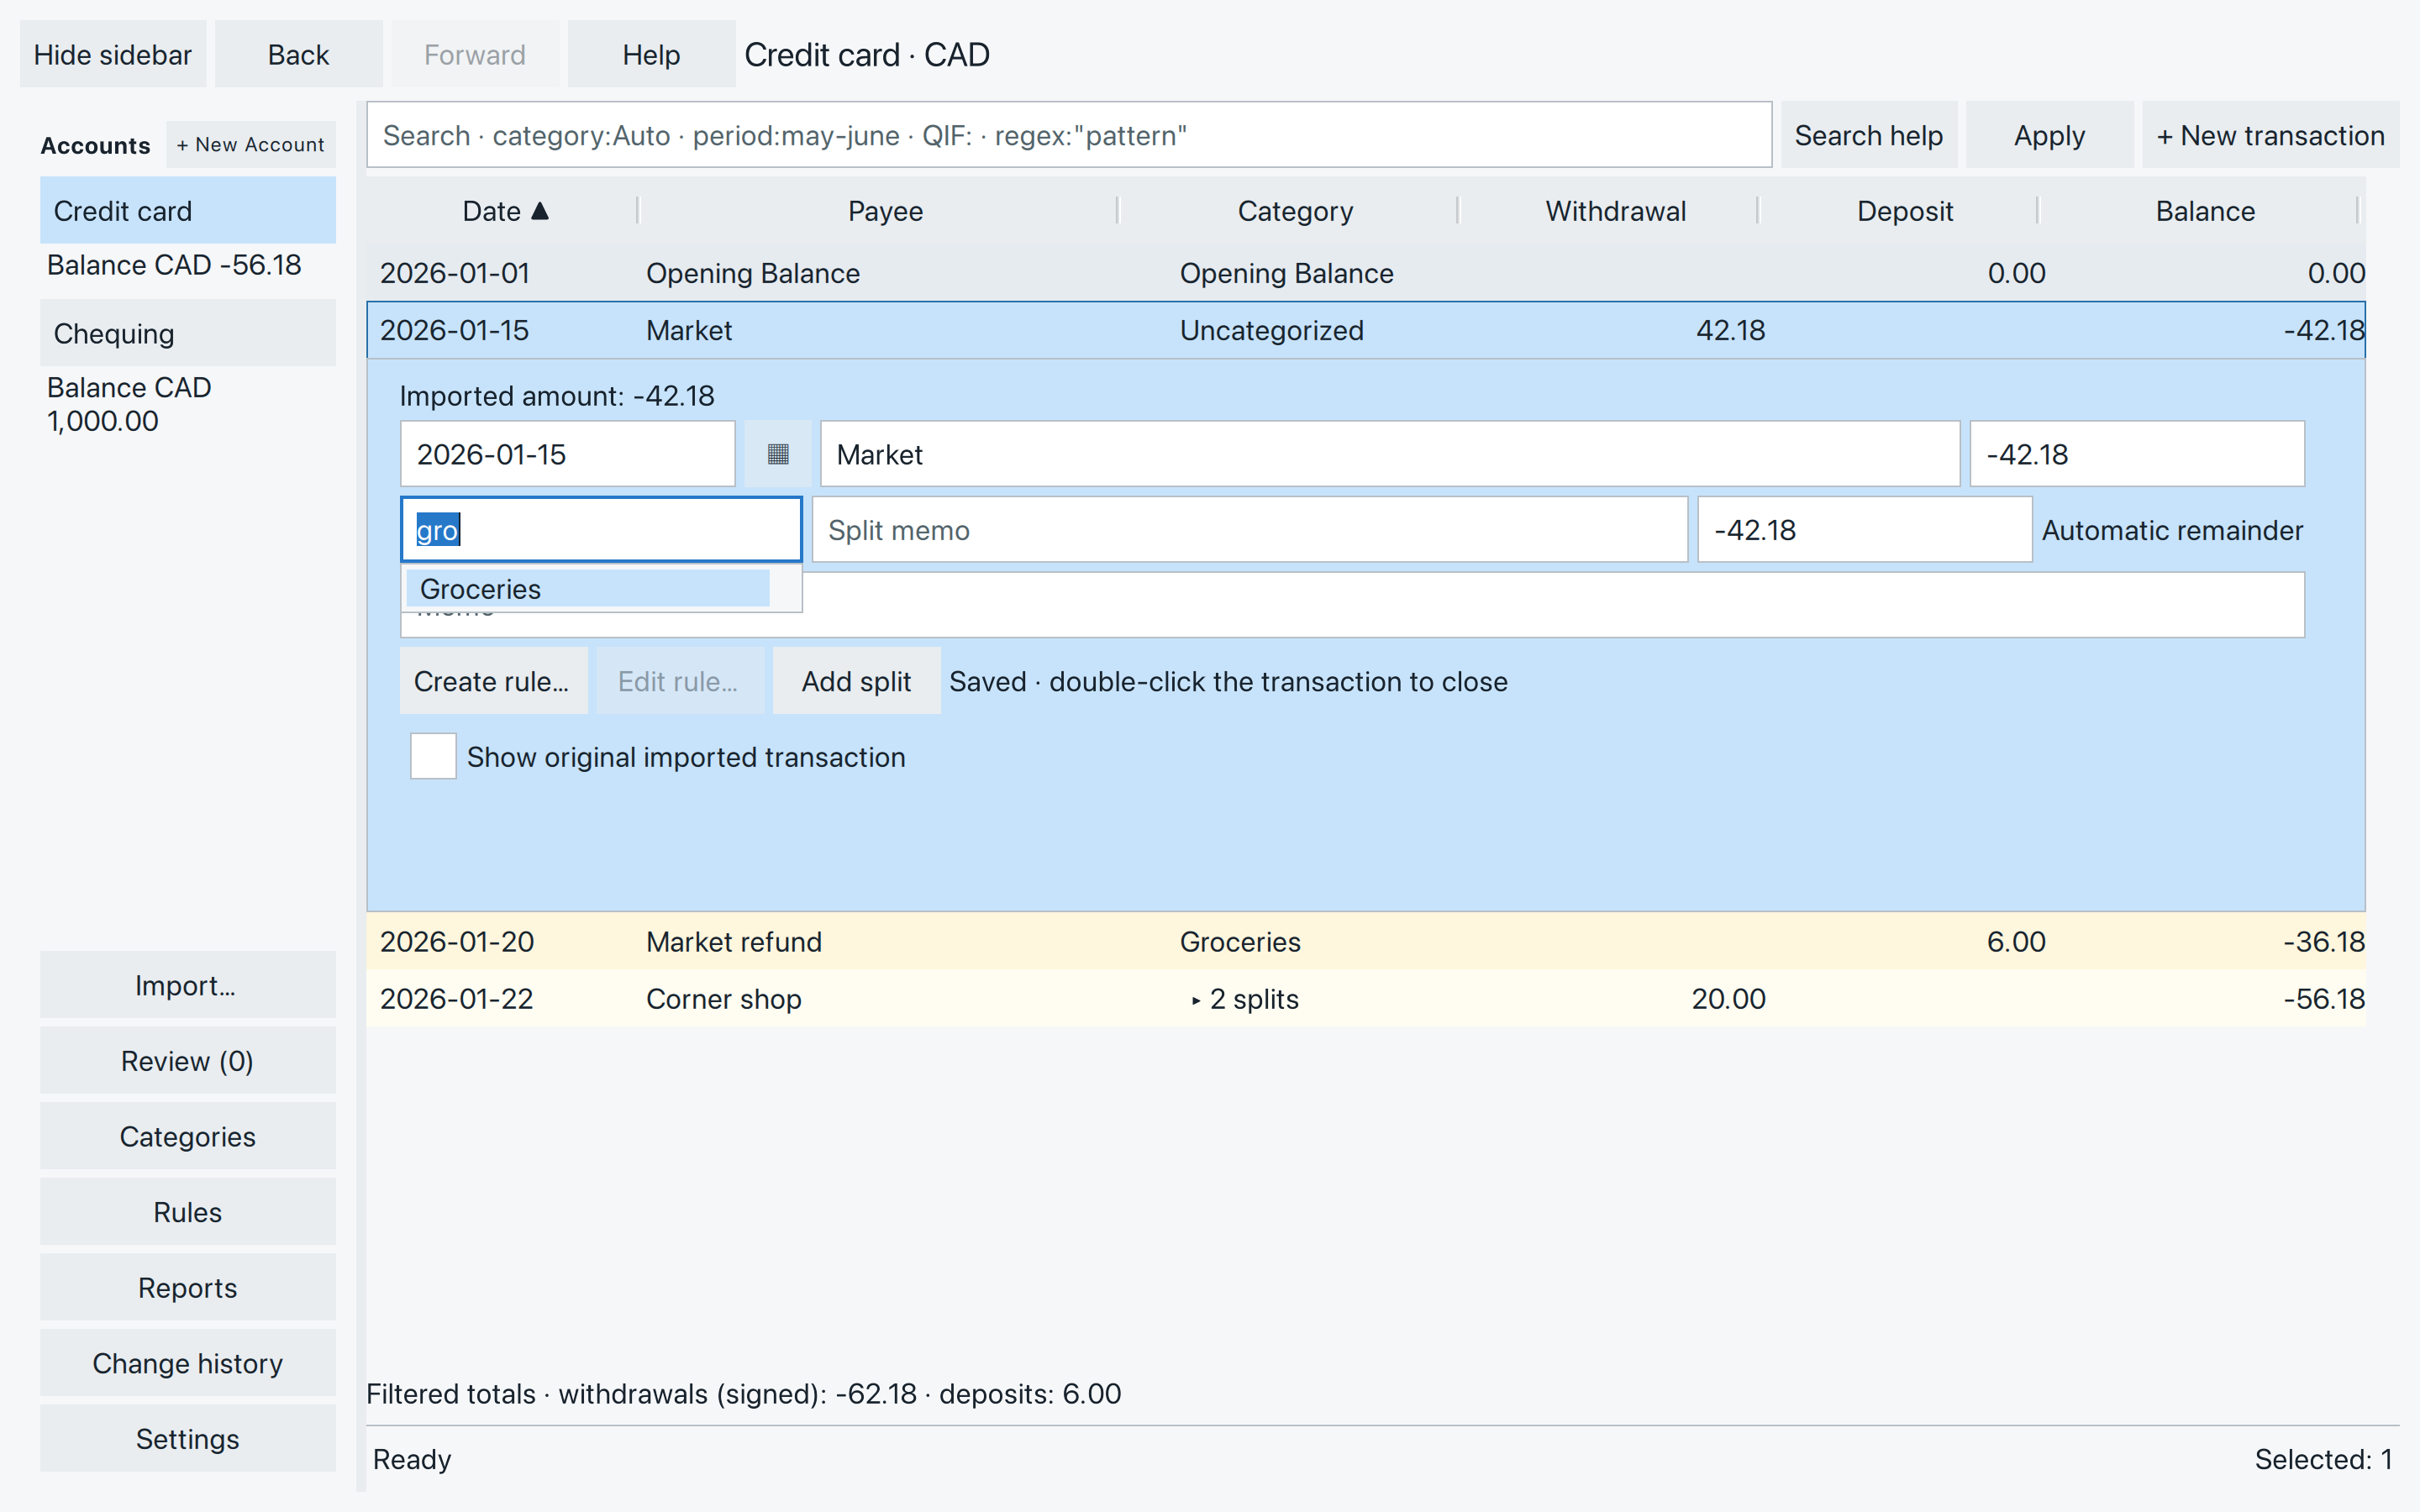 Hide sidebar Back Forward Help Credit card · CAD
Accounts + New Account
Search · category:Auto · period:may-june · QIF: · regex:"pattern" Search help Apply + New transaction
Credit card
Balance CAD -56.18
Chequing
Balance CAD
1,000.00
Date ▲ Payee Category Withdrawal Deposit Balance
2026-01-01 Opening Balance Opening Balance 0.00 0.00
2026-01-15 Market Uncategorized 42.18 -42.18
Imported amount: -42.18
2026-01-15 Market -42.18
gro Split memo -42.18 Automatic remainder
Groceries
Create rule... Edit rule... Add split Saved · double-click the transaction to close
Show original imported transaction
2026-01-20 Market refund Groceries 6.00 -36.18
2026-01-22 Corner shop ▸ 2 splits 20.00 -56.18
Import...
Review (0)
Categories
Rules
Reports
Change history
Settings
Filtered totals · withdrawals (signed): -62.18 · deposits: 6.00
Ready Selected: 1